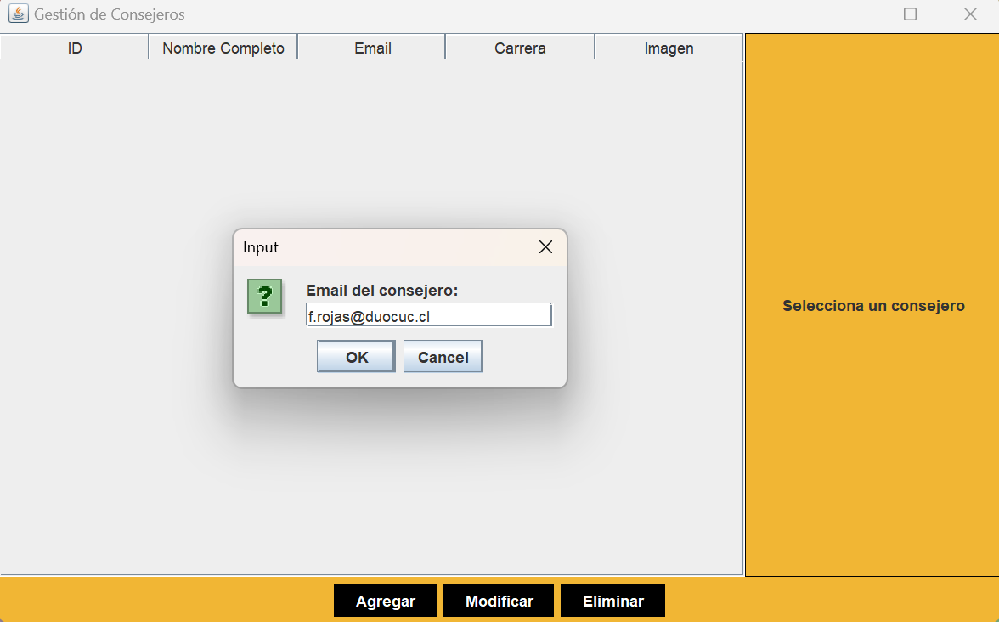 Gestión de Consejeros
ID Nombre Completo Email Carrera Imagen
Input
?
Email del consejero:
f.rojas@duocuc.cl
OK Cancel
Selecciona un consejero
Agregar Modificar Eliminar